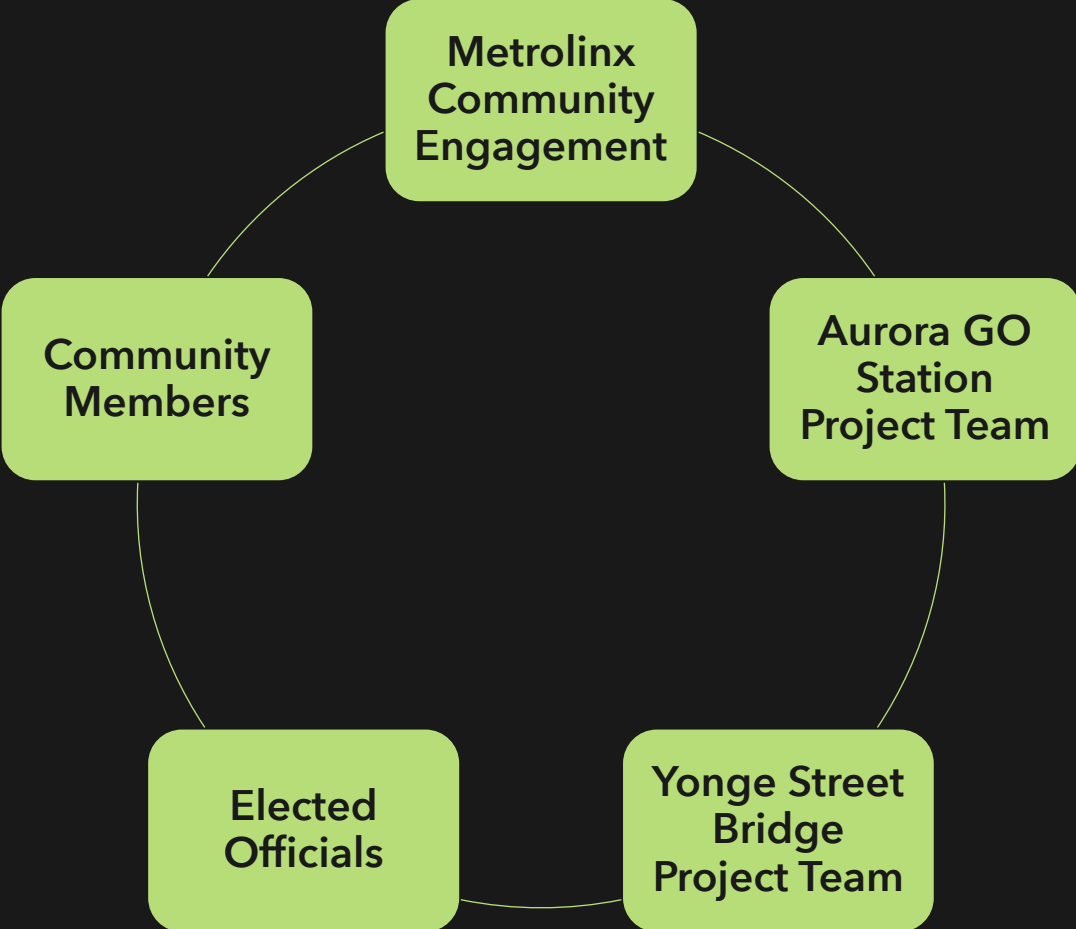 Metrolinx
Community
Engagement
Community
Members
Aurora GO
Station
Project Team
Elected
Officials
Yonge Street
Bridge
Project Team